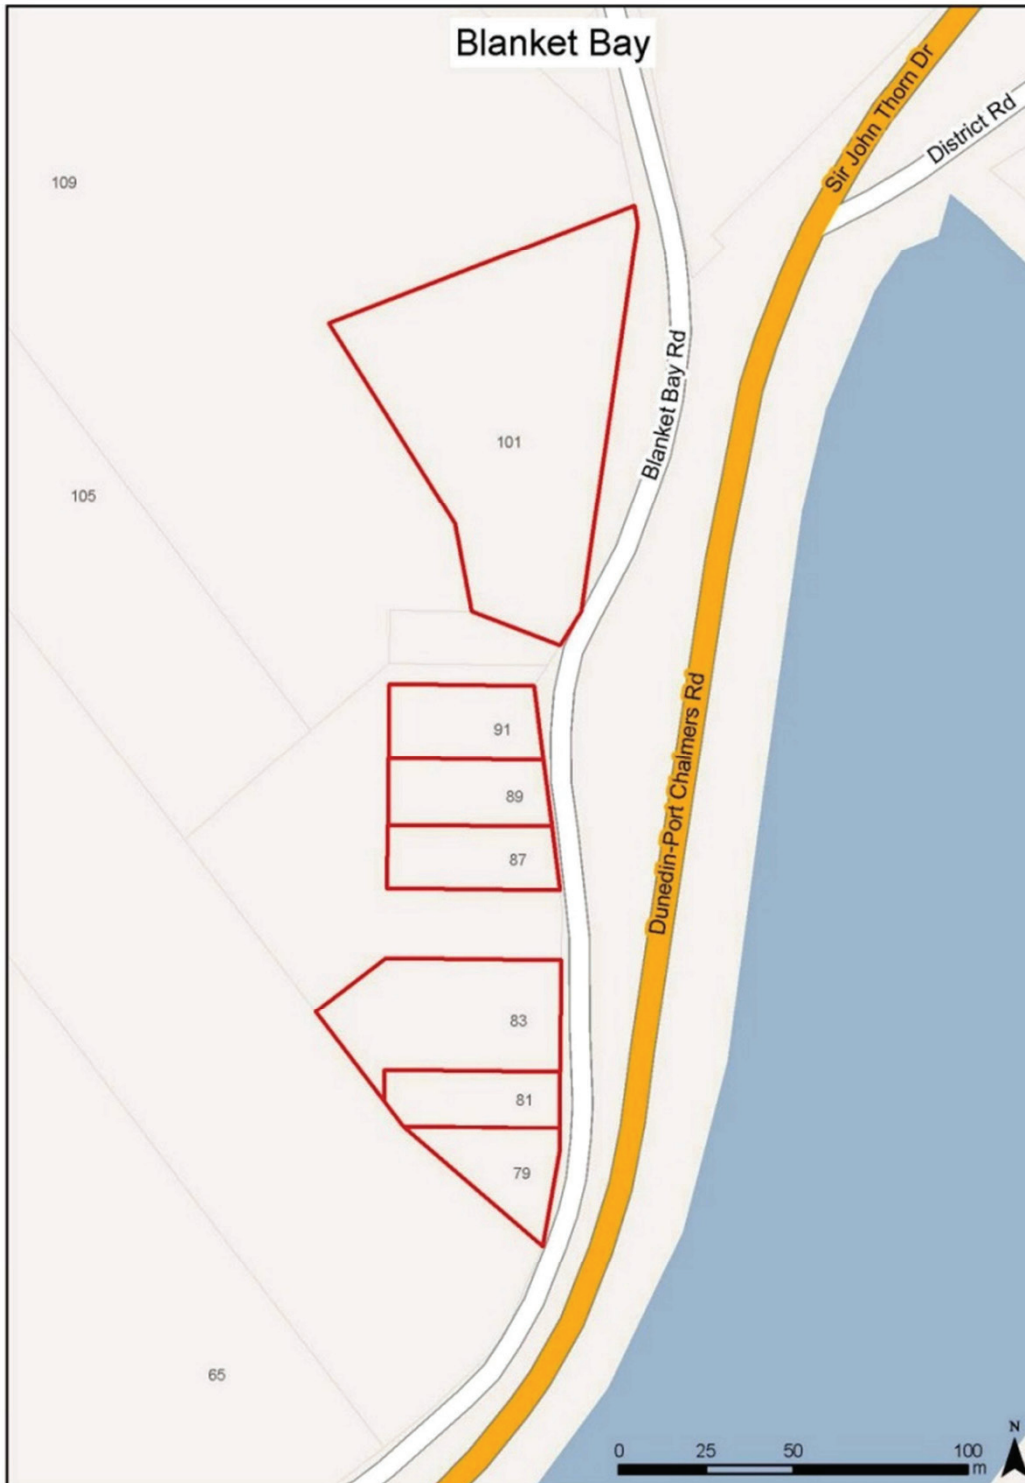 Blanket Bay
Sir John Thorn Dr
District Rd
109
Blanket Bay Rd
101
105
91
89
Dunedin-Port Chalmers Rd
87
83
81
79
65
N
0 25 50 100
m